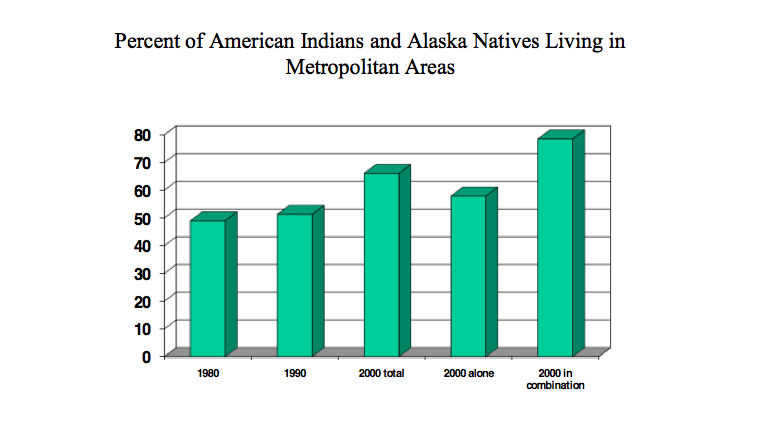 Percent of American Indians and Alaska Natives Living in
Metropolitan Areas
80
70
60
50
40
30
20
10
0
1980
1990
2000 total
2000 alone
2000 in
combination